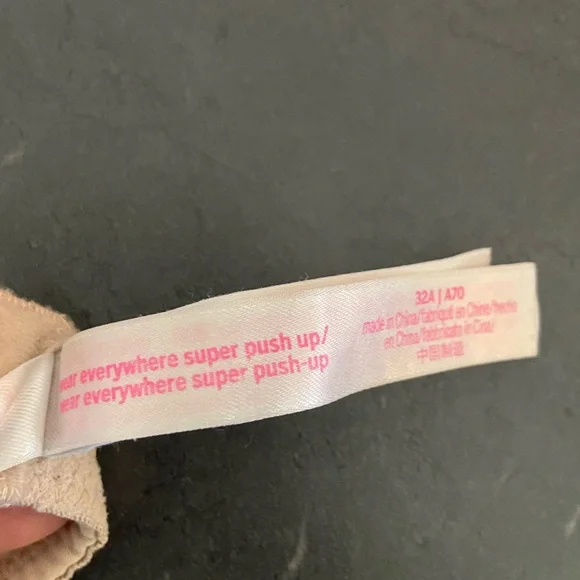 wear everywhere super push up/
wear everywhere super push-up
32A | A70
made in China/fabriqué en Chine/hecho
en China/fabbricato in Cina/
中国制造